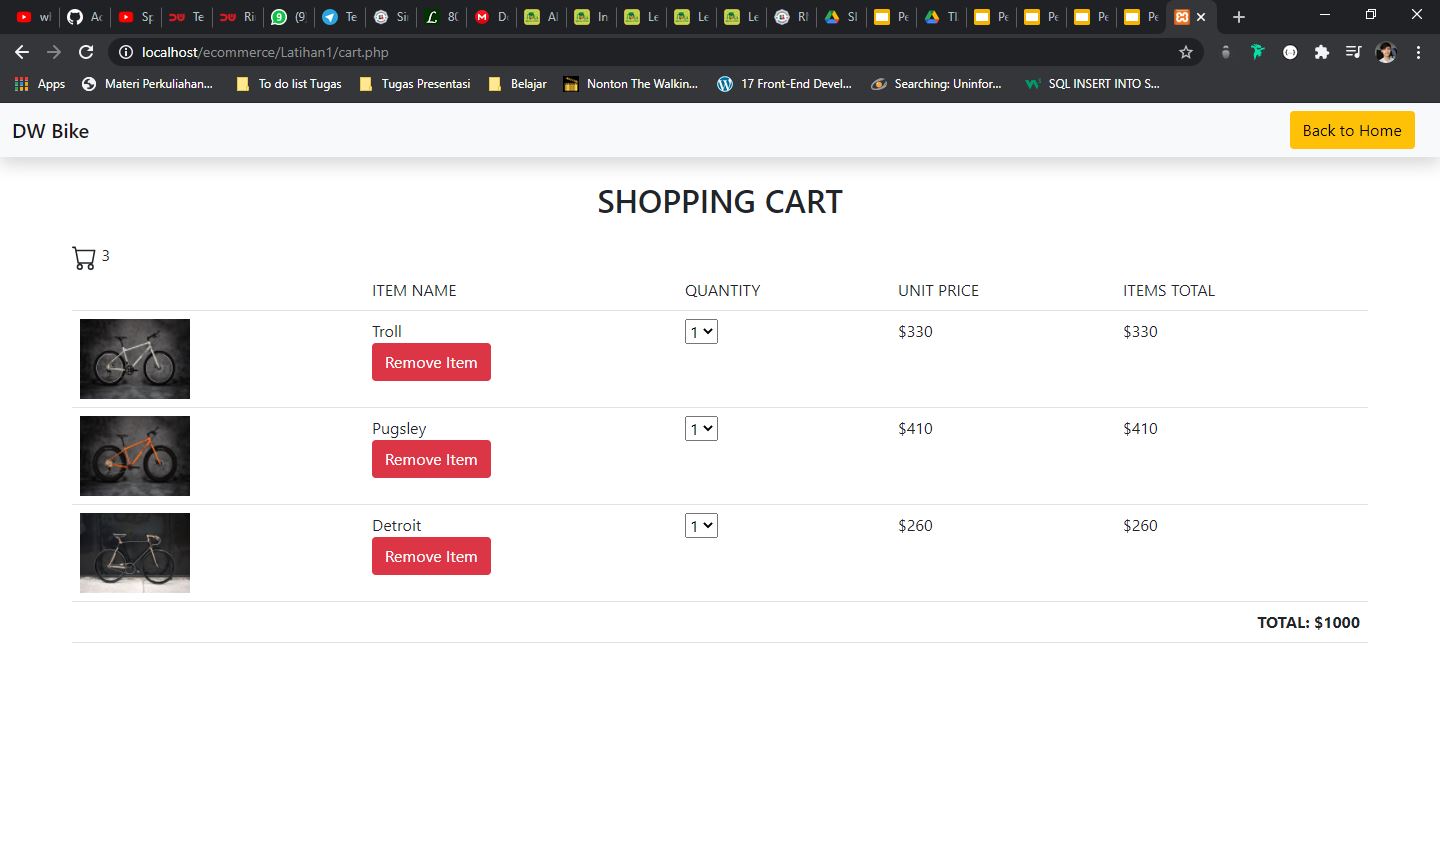 wl
Ac
Sp
Te
Ri
(9
Te
Sir
80
De
Al
In
Le
Le
Le
RI
Sl
Pe
Tl
Pe
Pe
Pe
Pe
localhost/ecommerce/Latihan1/cart.php
Apps Materi Perkuliahan... To do list Tugas Tugas Presentasi Belajar Nonton The Walkin... 17 Front-End Devel... Searching: Uninfor... SQL INSERT INTO S...
DW Bike Back to Home
SHOPPING CART
3
ITEM NAME QUANTITY UNIT PRICE ITEMS TOTAL
Troll 1 $330 $330
Remove Item
Pugsley 1 $410 $410
Remove Item
Detroit 1 $260 $260
Remove Item
TOTAL: $1000